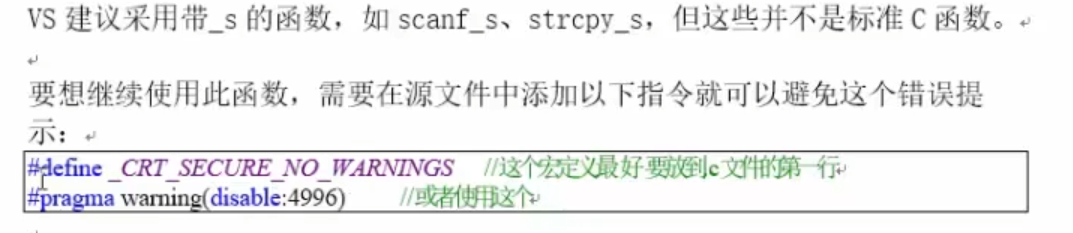 VS 建议采用带_s 的函数，如 scanf_s、strcpy_s，但这些并不是标准 C 函数。
要想继续使用此函数，需要在源文件中添加以下指令就可以避免这个错误提
示：
#define _CRT_SECURE_NO_WARNINGS //这个宏定义最好要放到.c 文件的第一行
#pragma warning(disable:4996) //或者使用这个